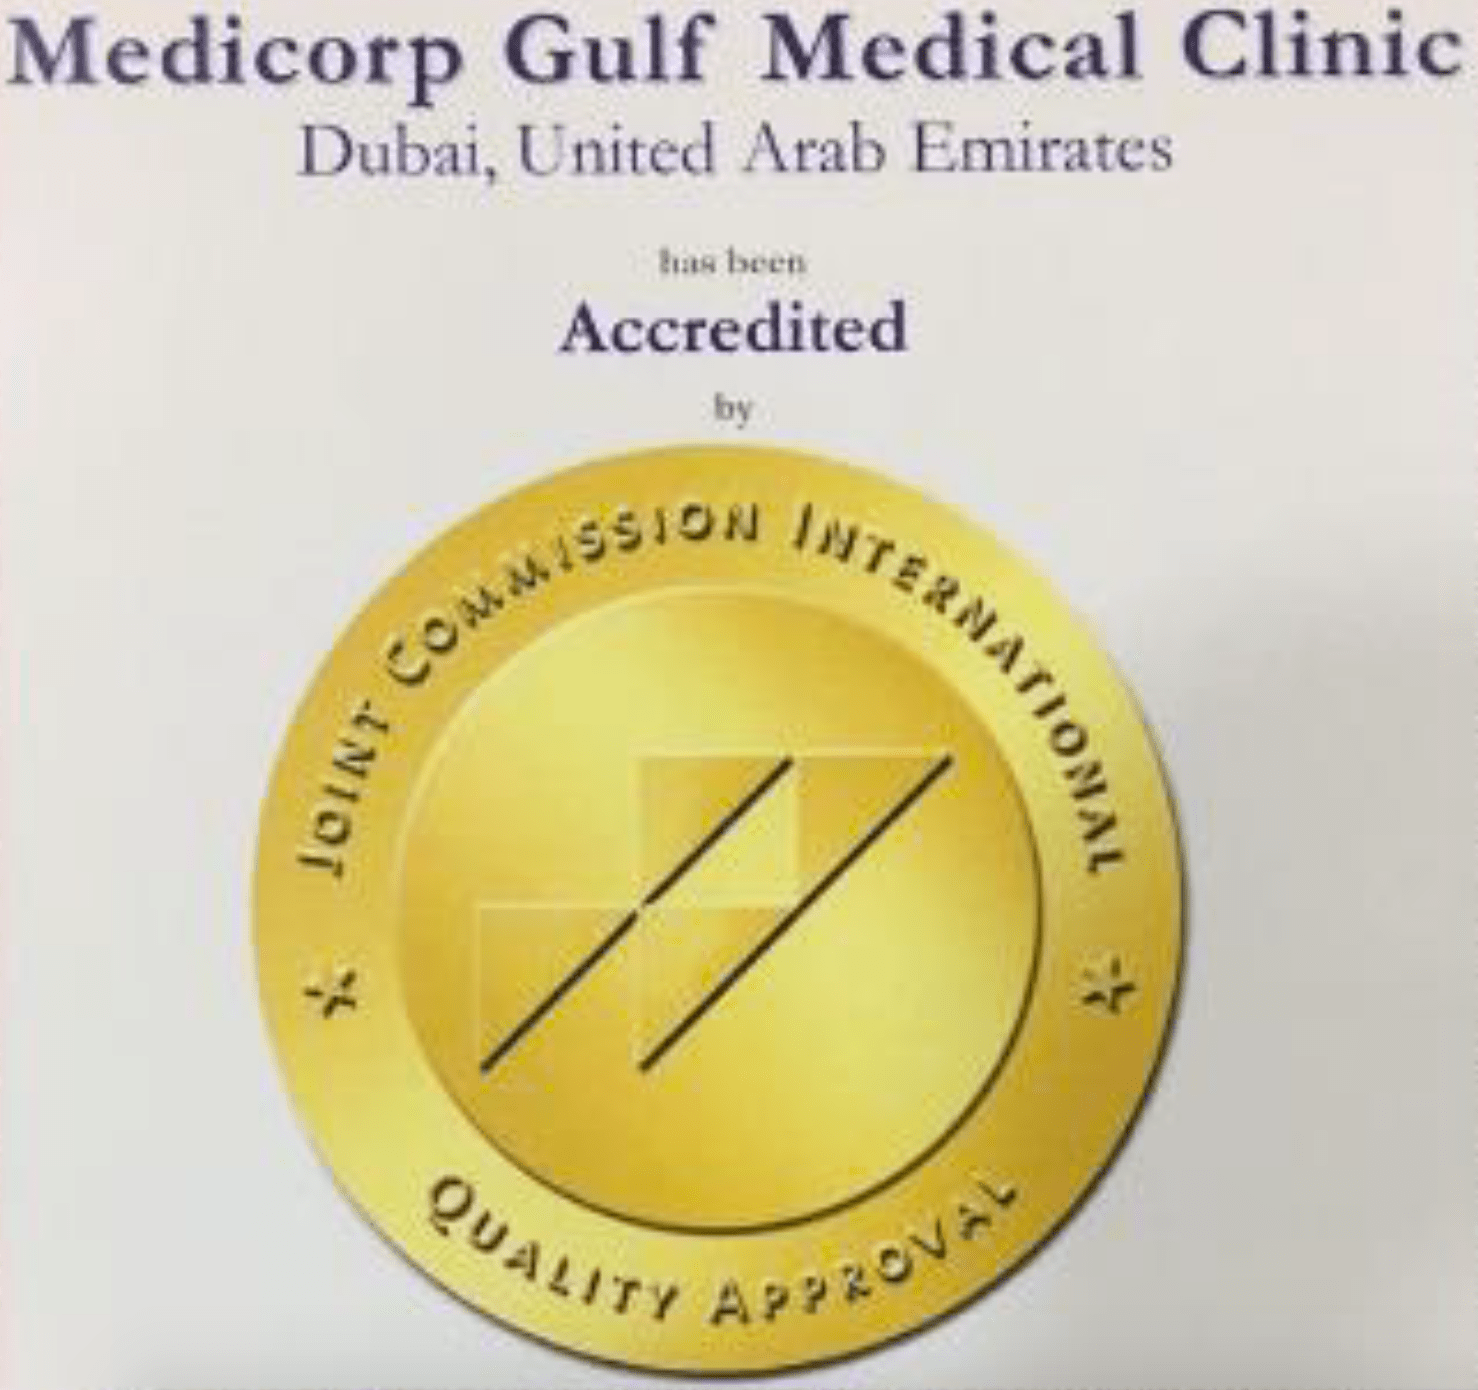 Medicorp Gulf Medical Clinic
Dubai, United Arab Emirates
has been
Accredited
by
JOINT COMMISSION INTERNATIONAL
QUALITY APPROVAL